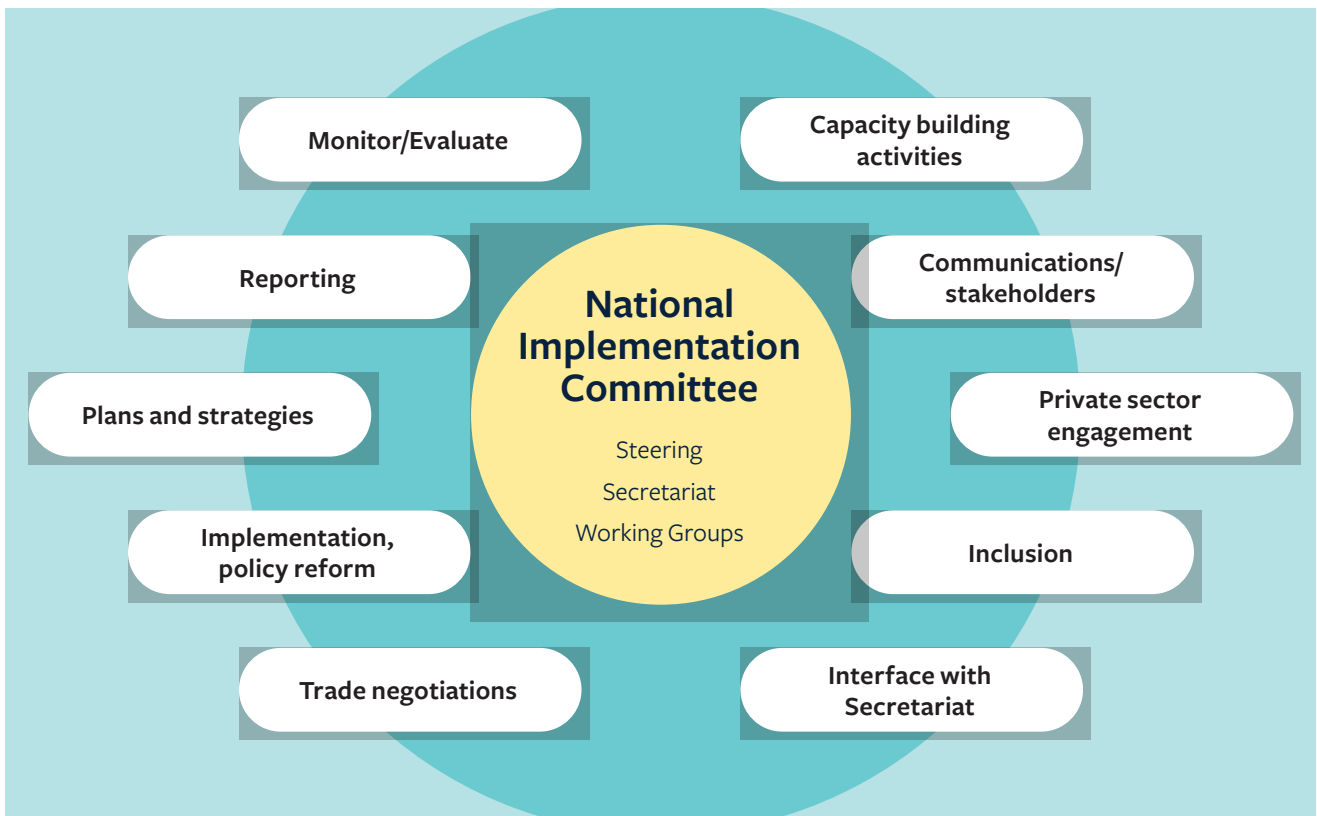 Monitor/Evaluate
Capacity building
activities
Reporting
Communications/
stakeholders
National
Implementation
Committee
Steering
Secretariat
Working Groups
Plans and strategies
Private sector
engagement
Implementation,
policy reform
Inclusion
Trade negotiations
Interface with
Secretariat